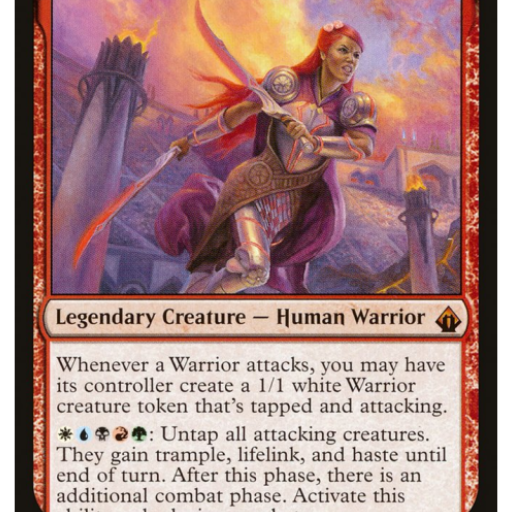 Legendary Creature — Human Warrior
Whenever a Warrior attacks, you may have
its controller create a 1/1 white Warrior
creature token that's tapped and attacking.
: Untap all attacking creatures.
They gain trample, lifelink, and haste until
end of turn. After this phase, there is an
additional combat phase. Activate this